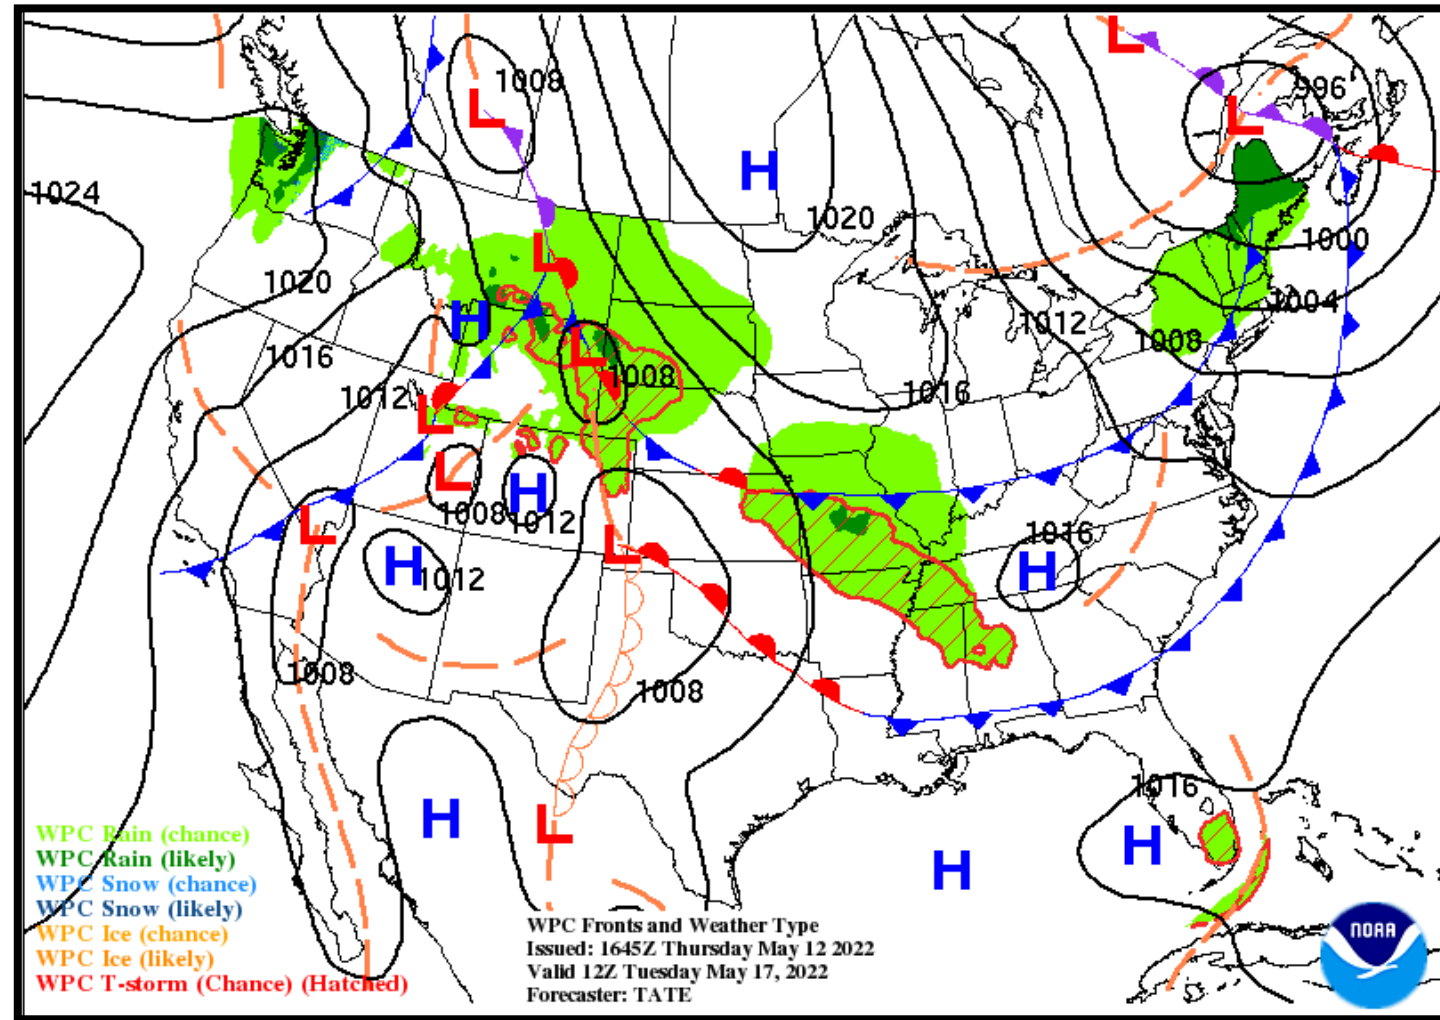 L
1008
L
996
L
H
1024
1020
1000
L
1020
1004
H
1012
1016
1008
L
1008
1012
1016
L
L
H
1008
1012
1016
L
L
H
1012
H
1008
1008
1016
H
L
H
H
WPC Rain (chance)
WPC Rain (likely)
WPC Snow (chance)
WPC Snow (likely)
WPC Ice (chance)
WPC Ice (likely)
WPC T-storm (Chance) (Hatched)
WPC Fronts and Weather Type
Issued: 1645Z Thursday May 12 2022
Valid 12Z Tuesday May 17, 2022
Forecaster: TATE
NOAA